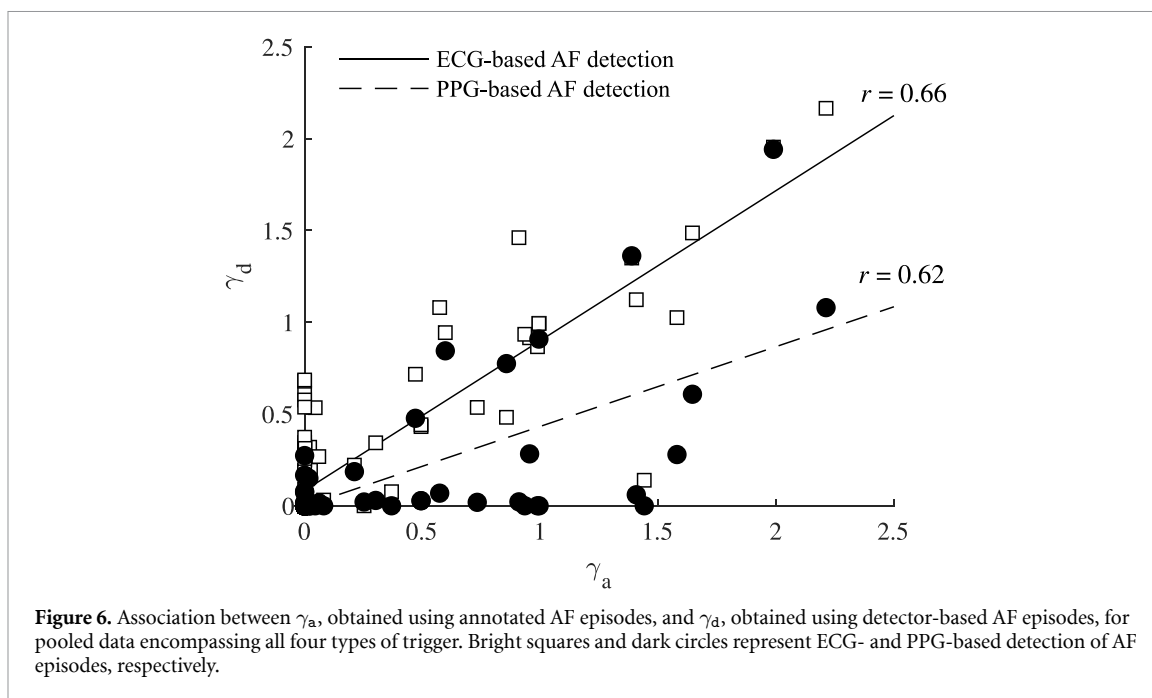 2.5
ECG-based AF detection
PPG-based AF detection
r = 0.66
2
1.5
r = 0.62
γd
1
0.5
0
0 0.5 1 1.5 2 2.5
γa
Figure 6. Association between γa, obtained using annotated AF episodes, and γd, obtained using detector-based AF episodes, for
pooled data encompassing all four types of trigger. Bright squares and dark circles represent ECG- and PPG-based detection of AF
episodes, respectively.